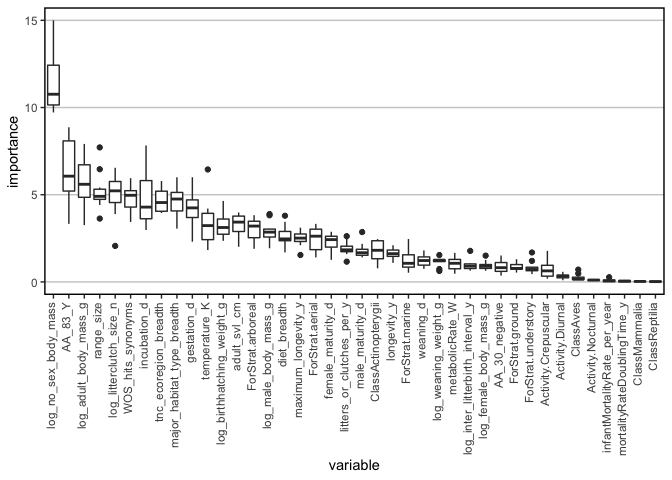 15
10
5
0
importance
log_no_sex_body_mass
AA_83_Y
log_adult_body_mass_g
range_size
log_litterclutch_size_n
WOS_hits_synonyms
incubation_d
tnc_ecoregion_breadth
major_habitat_type_breadth
gestation_d
temperature_K
log_birthhatching_weight_g
adult_svl_cm
ForStrat.arboreal
log_male_body_mass_g
diet_breadth
maximum_longevity_y
ForStrat.aerial
female_maturity_d
litters_or_clutches_per_y
male_maturity_d
ClassActinopterygii
longevity_y
ForStrat.marine
weaning_d
log_weaning_weight_g
metabolicRate_W
log_inter_litterbirth_interval_y
log_female_body_mass_g
AA_30_negative
ForStrat.ground
ForStrat.understory
Activity.Crepuscular
Activity.Diurnal
ClassAves
Activity.Nocturnal
infantMortalityRate_per_year
mortalityRateDoublingTime_y
ClassMammalia
ClassReptilia
variable